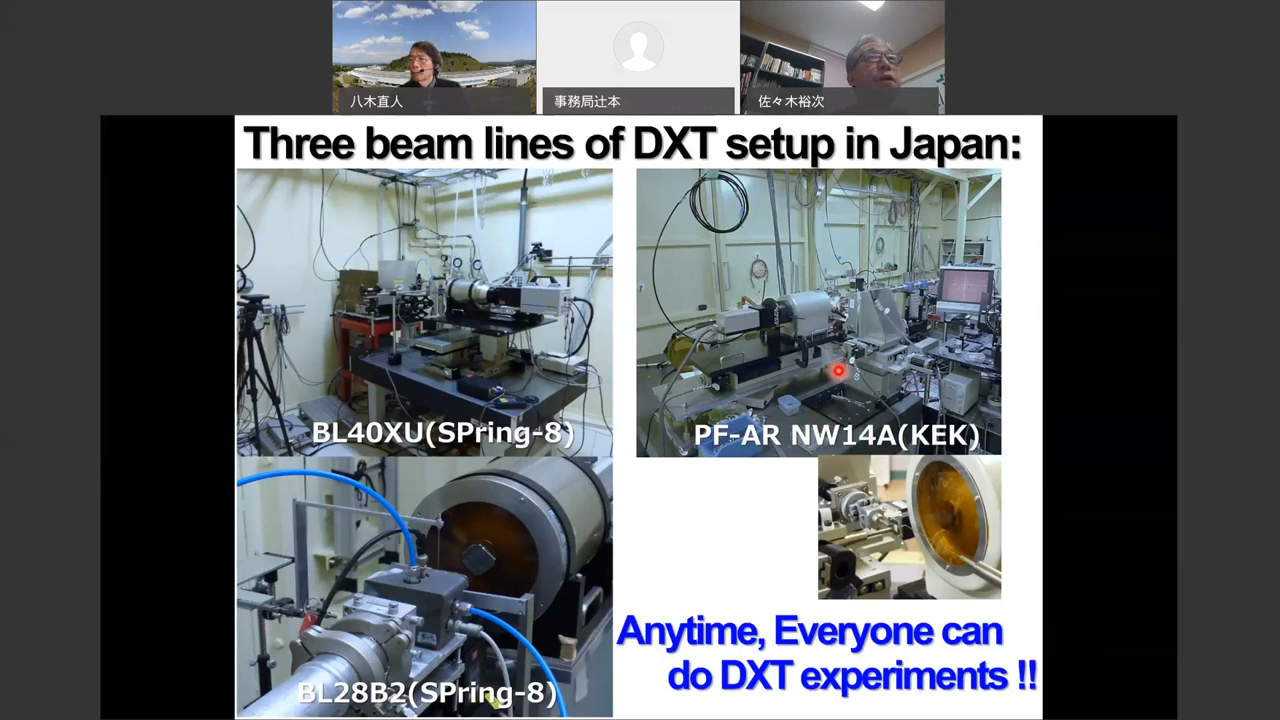 八木直人
事務局辻本
佐々木裕次
Three beam lines of DXT setup in Japan:
BL40XU(SPring-8)
PF-AR NW14A(KEK)
BL28B2(SPring-8)
Anytime, Everyone can
do DXT experiments !!